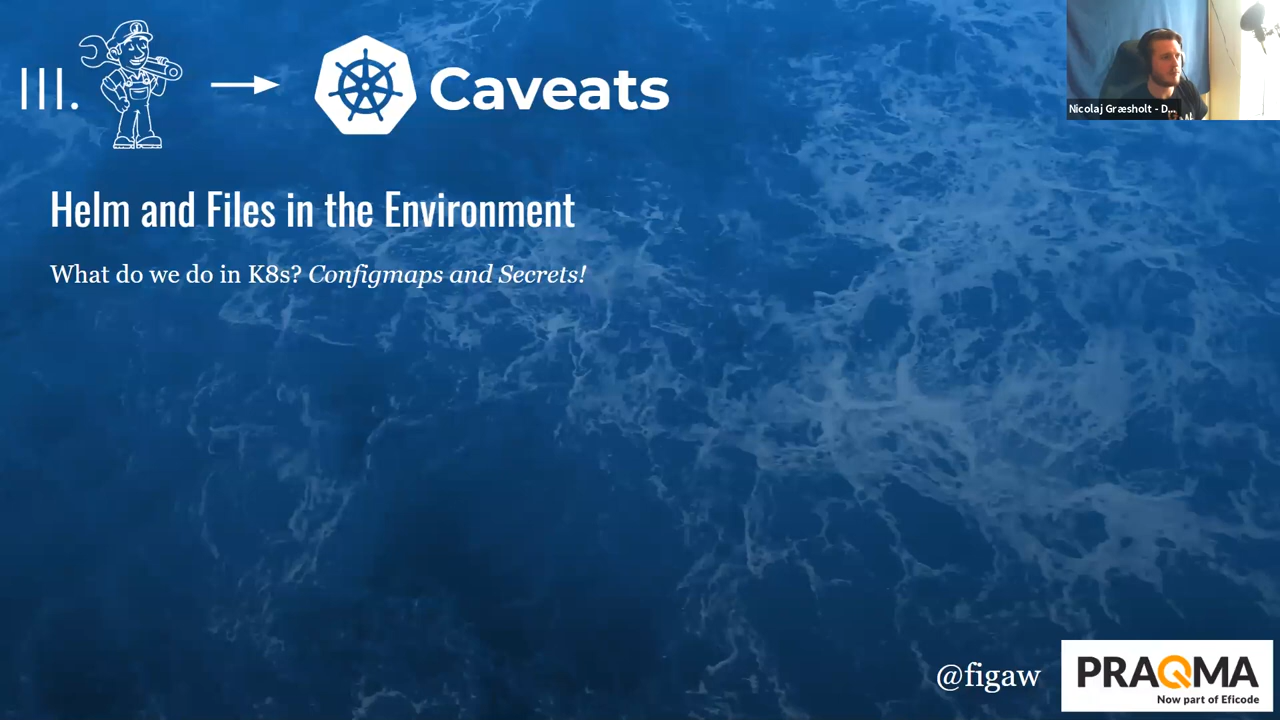 III.
Caveats
Nicolaj Græsholt - D...
Helm and Files in the Environment
What do we do in K8s? Configmaps and Secrets!
@figaw
PRAQMA
Now part of Eficode